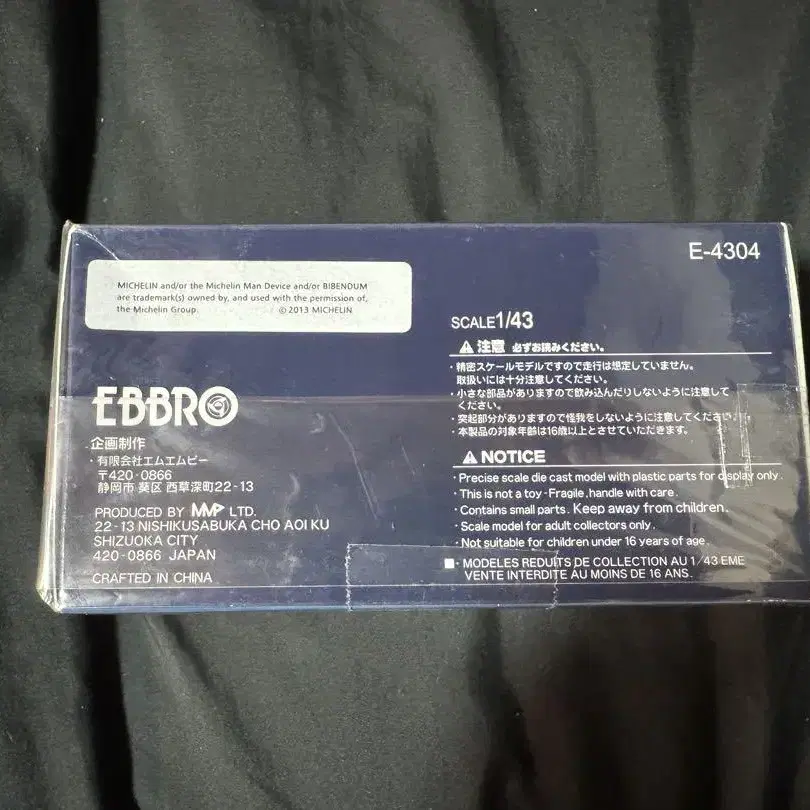 E-4304
MICHELIN and/or the Michelin Man Device and/or BIBENDUM
are trademark(s) owned by, and used with the permission of,
the Michelin Group. © 2013 MICHELIN
EBBRO
企画制作
・有限会社エムエムピー
〒420-0866
静岡市 葵区 西草深町22-13
PRODUCED BY MMP LTD.
22-13 NISHIKUSABUKA CHO AOI KU
SHIZUOKA CITY
420-0866 JAPAN
CRAFTED IN CHINA
SCALE1/43
⚠ 注意 必ずお読みください。
・精密スケールモデルですので走行は想定していません。
取扱いには十分注意してください。
・小さな部品がありますので飲み込んだりしないように注意して
ください。
・突起部分がありますので怪我をしないように注意してください。
・本製品の対象年齢は16歳以上とさせていただきます。
⚠ NOTICE
・Precise scale die cast model with plastic parts for display only.
・This is not a toy・Fragile, handle with care.
・Contains small parts. Keep away from children.
・Scale model for adult collectors only.
・Not suitable for children under 16 years of age.
■・MODELES REDUITS DE COLLECTION AU 1/43 EME
VENTE INTERDITE AU MOINS DE 16 ANS.